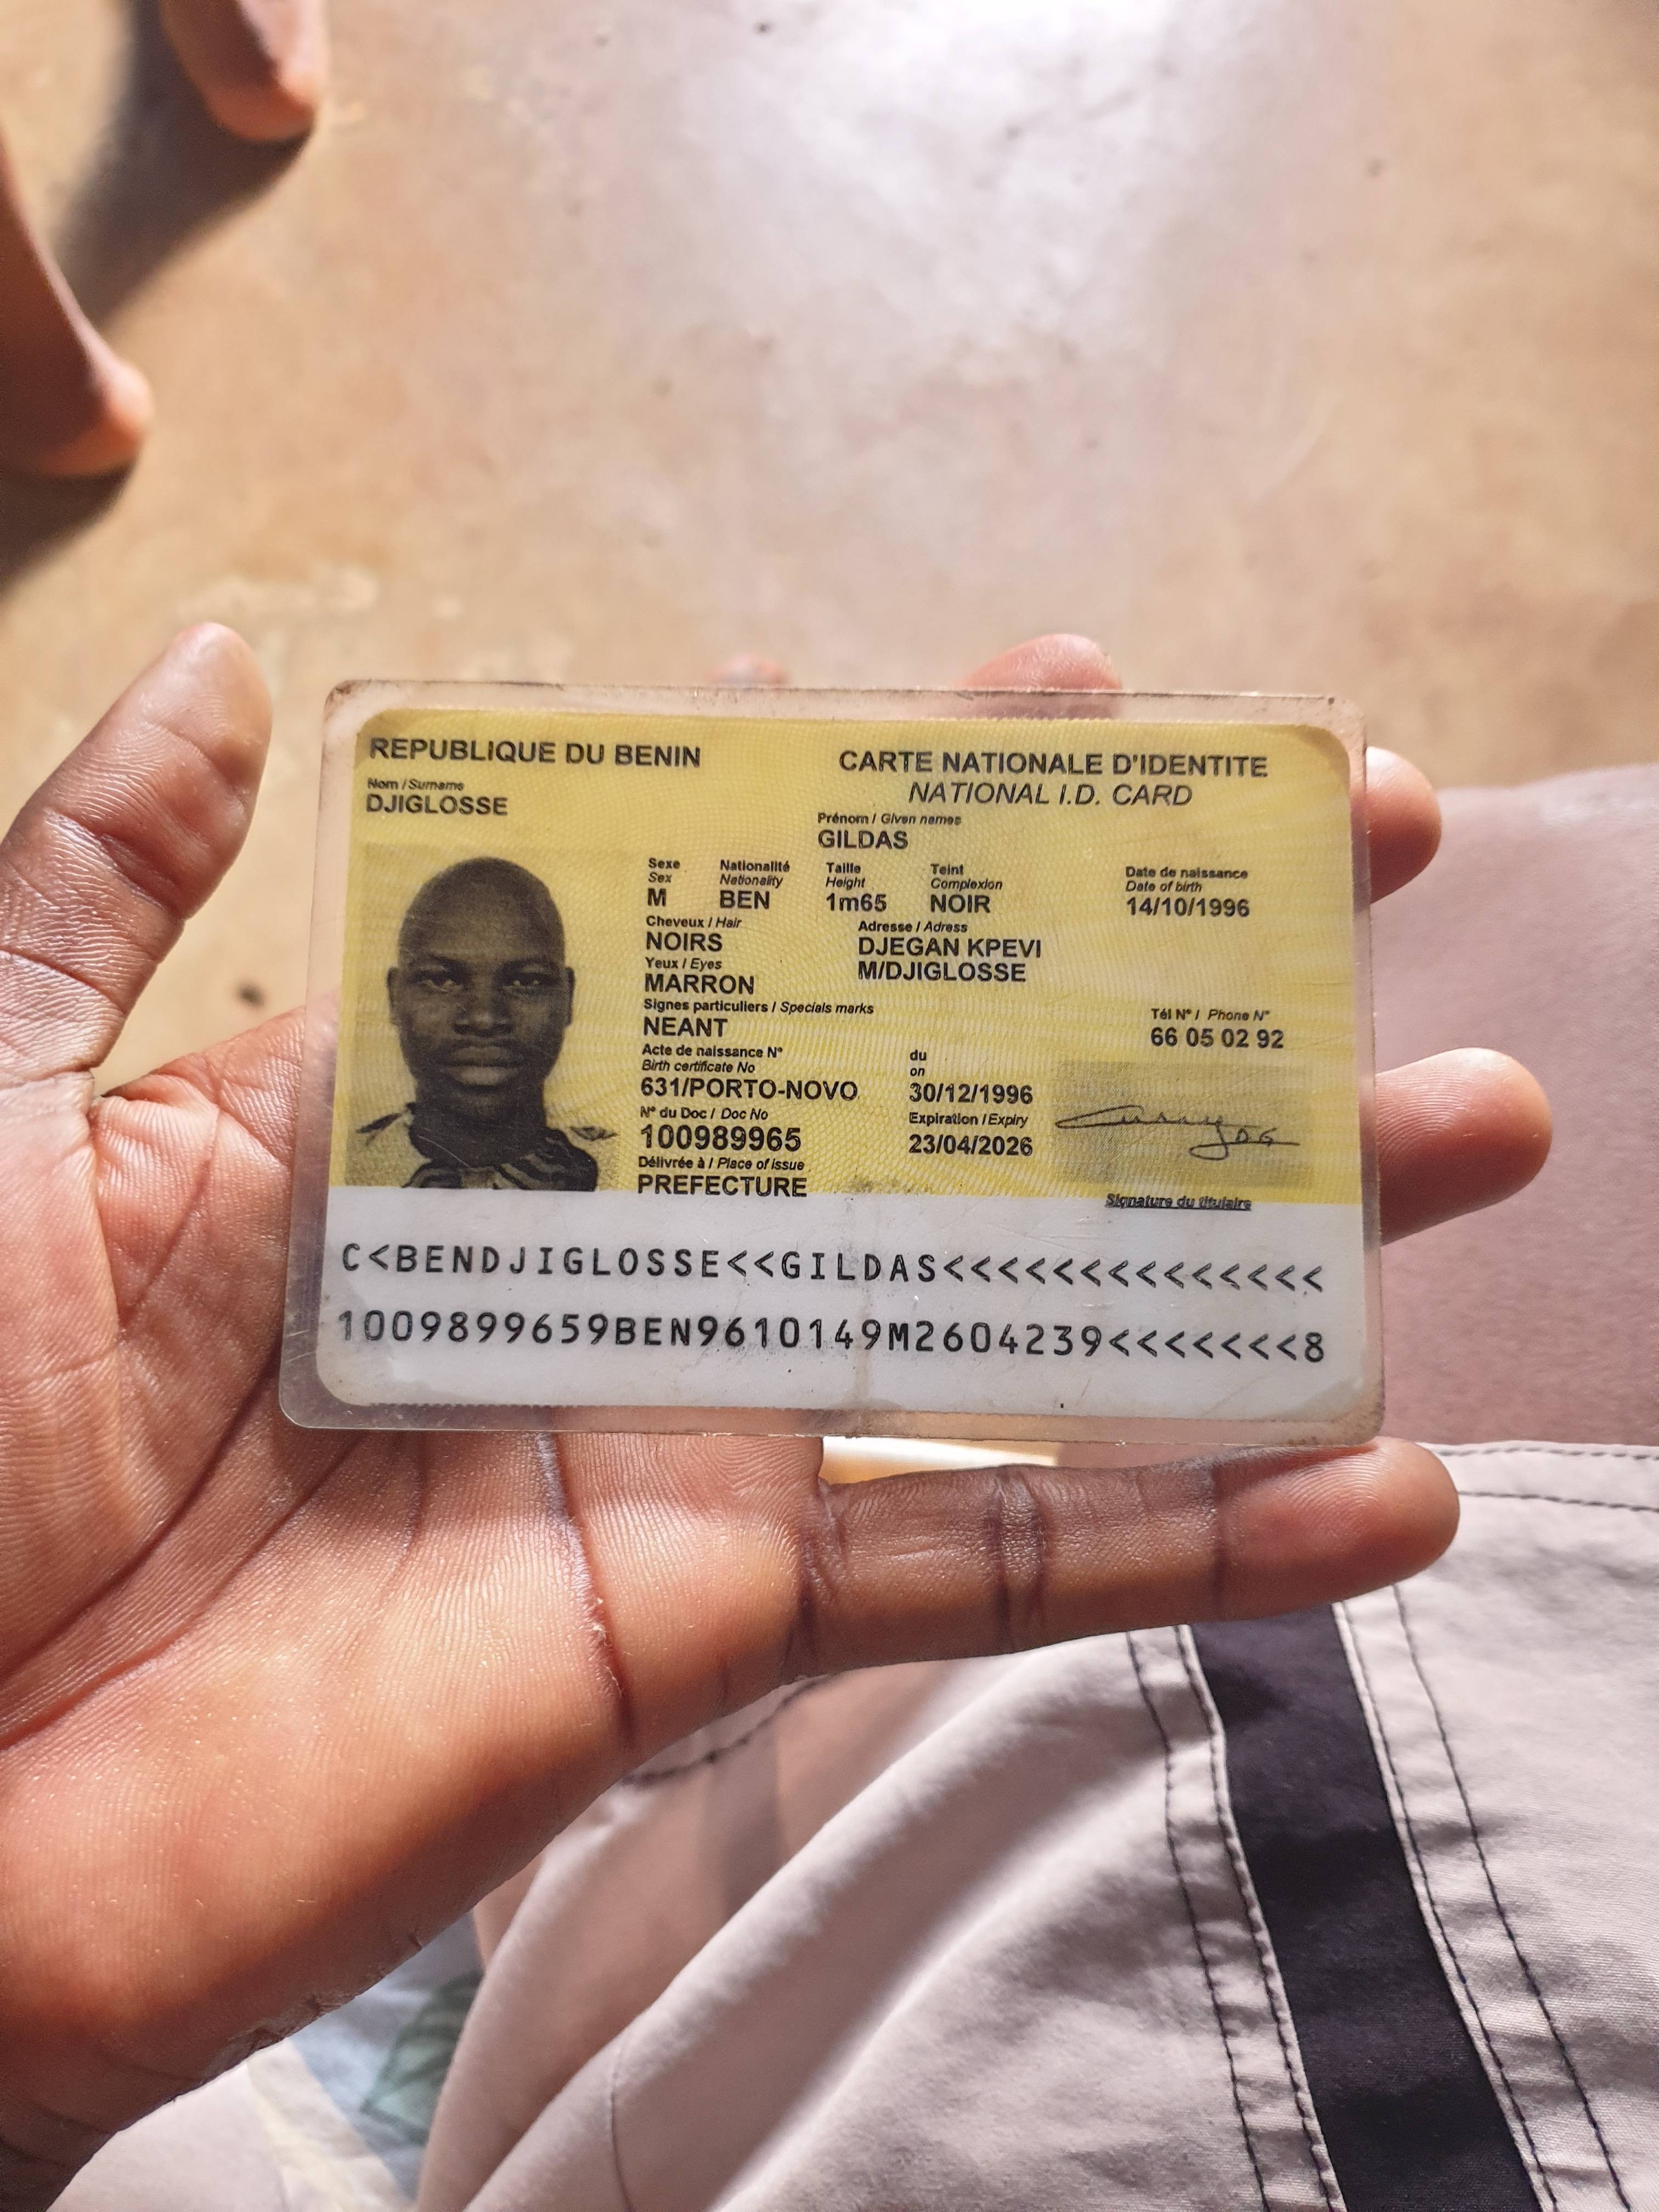 REPUBLIQUE DU BENIN
CARTE NATIONALE D'IDENTITE
NATIONAL I.D. CARD
Nom / Surname
DJIGLOSSE
Prénom / Given names
GILDAS
Sexe Nationalité Taille Teint Date de naissance
Sex Nationality Height Complexion Date of birth
M BEN 1m65 NOIR 14/10/1996
Cheveux / Hair Adresse / Adress
NOIRS DJEGAN KPEVI
Yeux / Eyes M/DJIGLOSSE
MARRON
Signes particuliers / Specials marks Tél N° / Phone N°
NEANT 66 05 02 92
Acte de naissance N° du
Birth certificate No on
631/PORTO-NOVO 30/12/1996
N° du Doc / Doc No Expiration / Expiry
100989965 23/04/2026
Délivrée à / Place of issue
PREFECTURE
Signature du titulaire
C<BENDJIGLOSSE<<GILDAS<<<<<<<<<<<<<<
1009899659BEN9610149M2604239<<<<<<<8